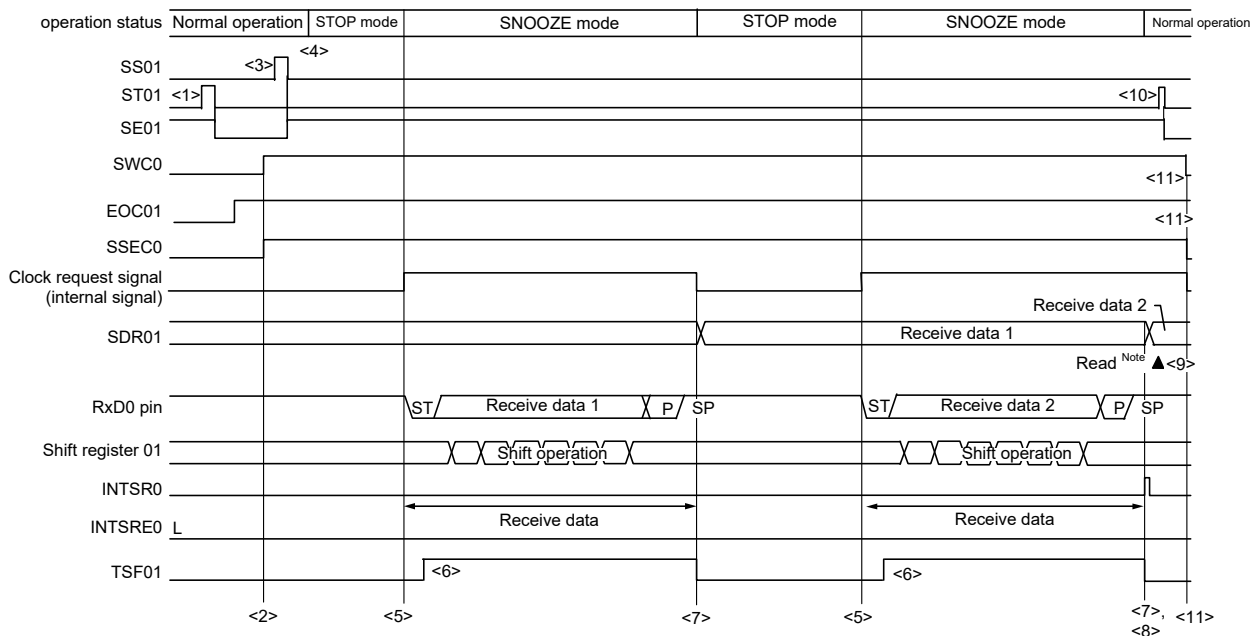 operation status Normal operation STOP mode SNOOZE mode STOP mode SNOOZE mode Normal operation
<4>
SS01 <3>
ST01 <1> <10>
SE01
SWC0
<11>
EOC01
<11>
SSEC0
Clock request signal
(internal signal)
Receive data 2
SDR01 Receive data 1
Read Note ▲<9>
RxD0 pin ST Receive data 1 P SP ST Receive data 2 P SP
Shift register 01 Shift operation Shift operation
INTSR0
Receive data Receive data
INTSRE0 L
TSF01 <6> <6>
<2> <5> <7> <5> <7>, <11>
<8>